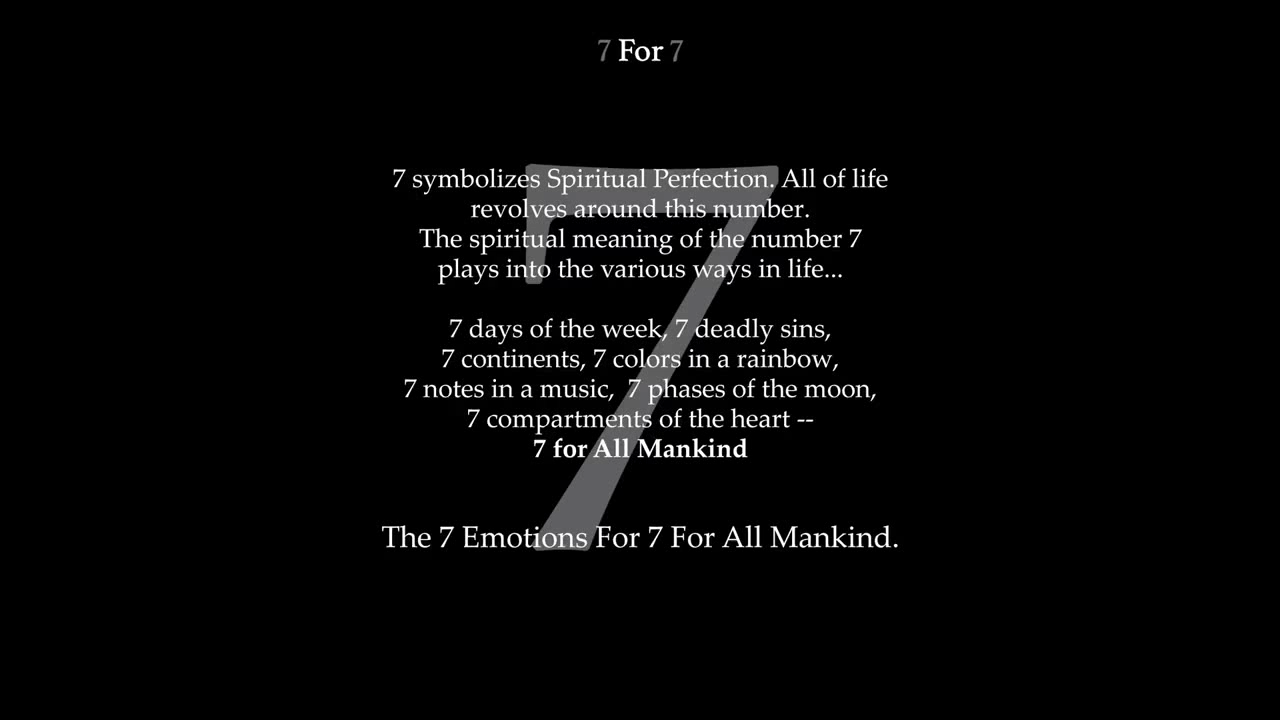 7 For 7
7 symbolizes Spiritual Perfection. All of life
revolves around this number.
The spiritual meaning of the number 7
plays into the various ways in life...
7 days of the week, 7 deadly sins,
7 continents, 7 colors in a rainbow,
7 notes in a music,  7 phases of the moon,
7 compartments of the heart --
7 for All Mankind
The 7 Emotions For 7 For All Mankind.
7